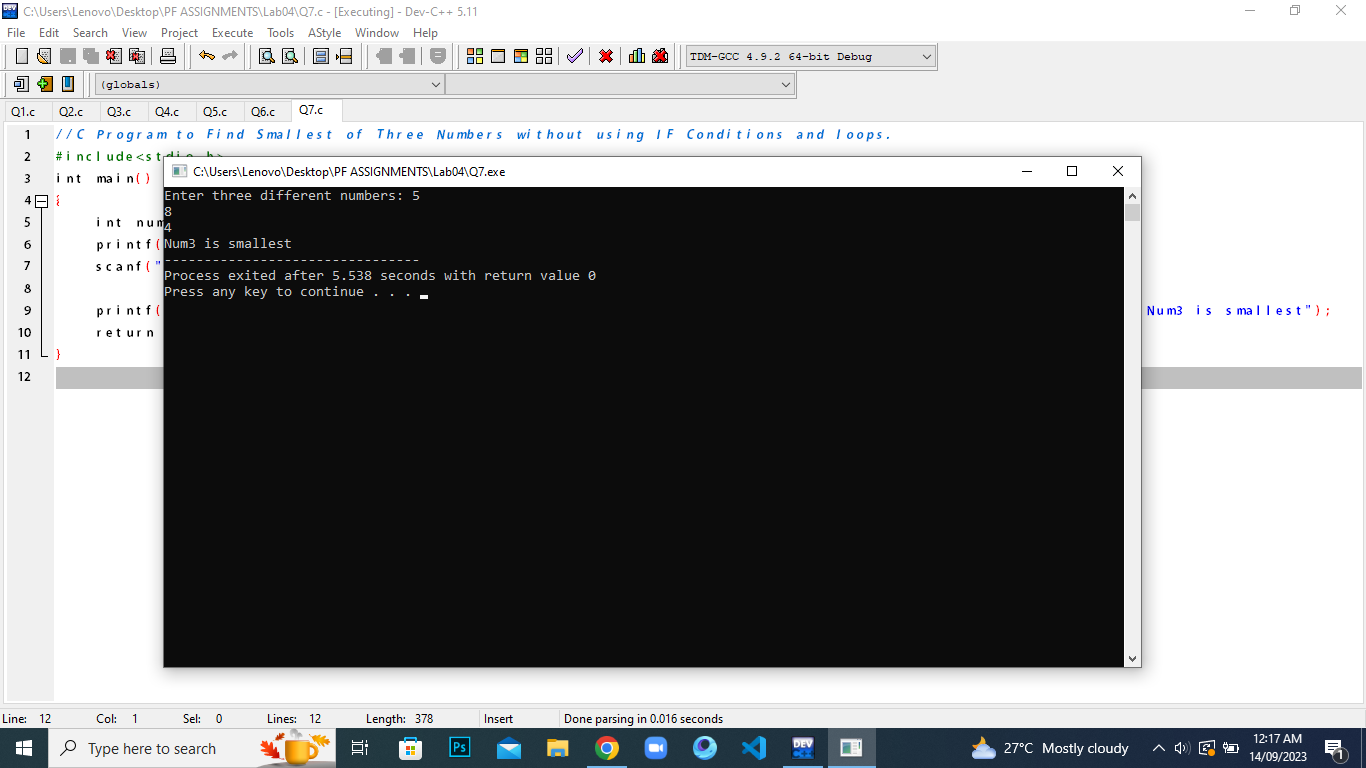 C:\Users\Lenovo\Desktop\PF ASSIGNMENTS\Lab04\Q7.c - [Executing] - Dev-C++ 5.11
File Edit Search View Project Execute Tools AStyle Window Help
TDM-GCC 4.9.2 64-bit Debug
(globals)
Q1.c Q2.c Q3.c Q4.c Q5.c Q6.c Q7.c
1 //C Program to Find Smallest of Three Numbers without using IF Conditions and loops.
2 #include<stdio.h>
3 int main()
4 {
5 int num
6 printf(
7 scanf("
8
9 printf( Num3 is smallest");
10 return
11 }
12
C:\Users\Lenovo\Desktop\PF ASSIGNMENTS\Lab04\Q7.exe
Enter three different numbers: 5
8
4
Num3 is smallest
--------------------------------
Process exited after 5.538 seconds with return value 0
Press any key to continue . . .
Line: 12 Col: 1 Sel: 0 Lines: 12 Length: 378 Insert Done parsing in 0.016 seconds
Type here to search
Ps
DEV
27°C Mostly cloudy
12:17 AM
14/09/2023
1